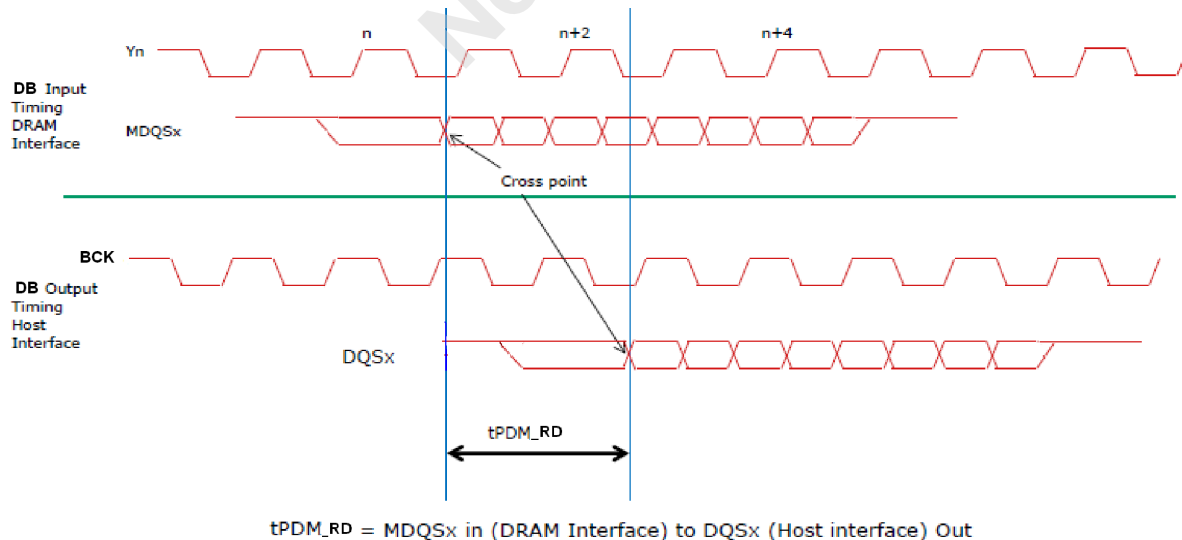 n n+2 n+4
Yn
DB Input
Timing
DRAM
Interface
MDQSx
Cross point
BCK
DB Output
Timing
Host
Interface
DQSx
tPDM_RD
tPDM_RD = MDQSx in (DRAM Interface) to DQSx (Host interface) Out